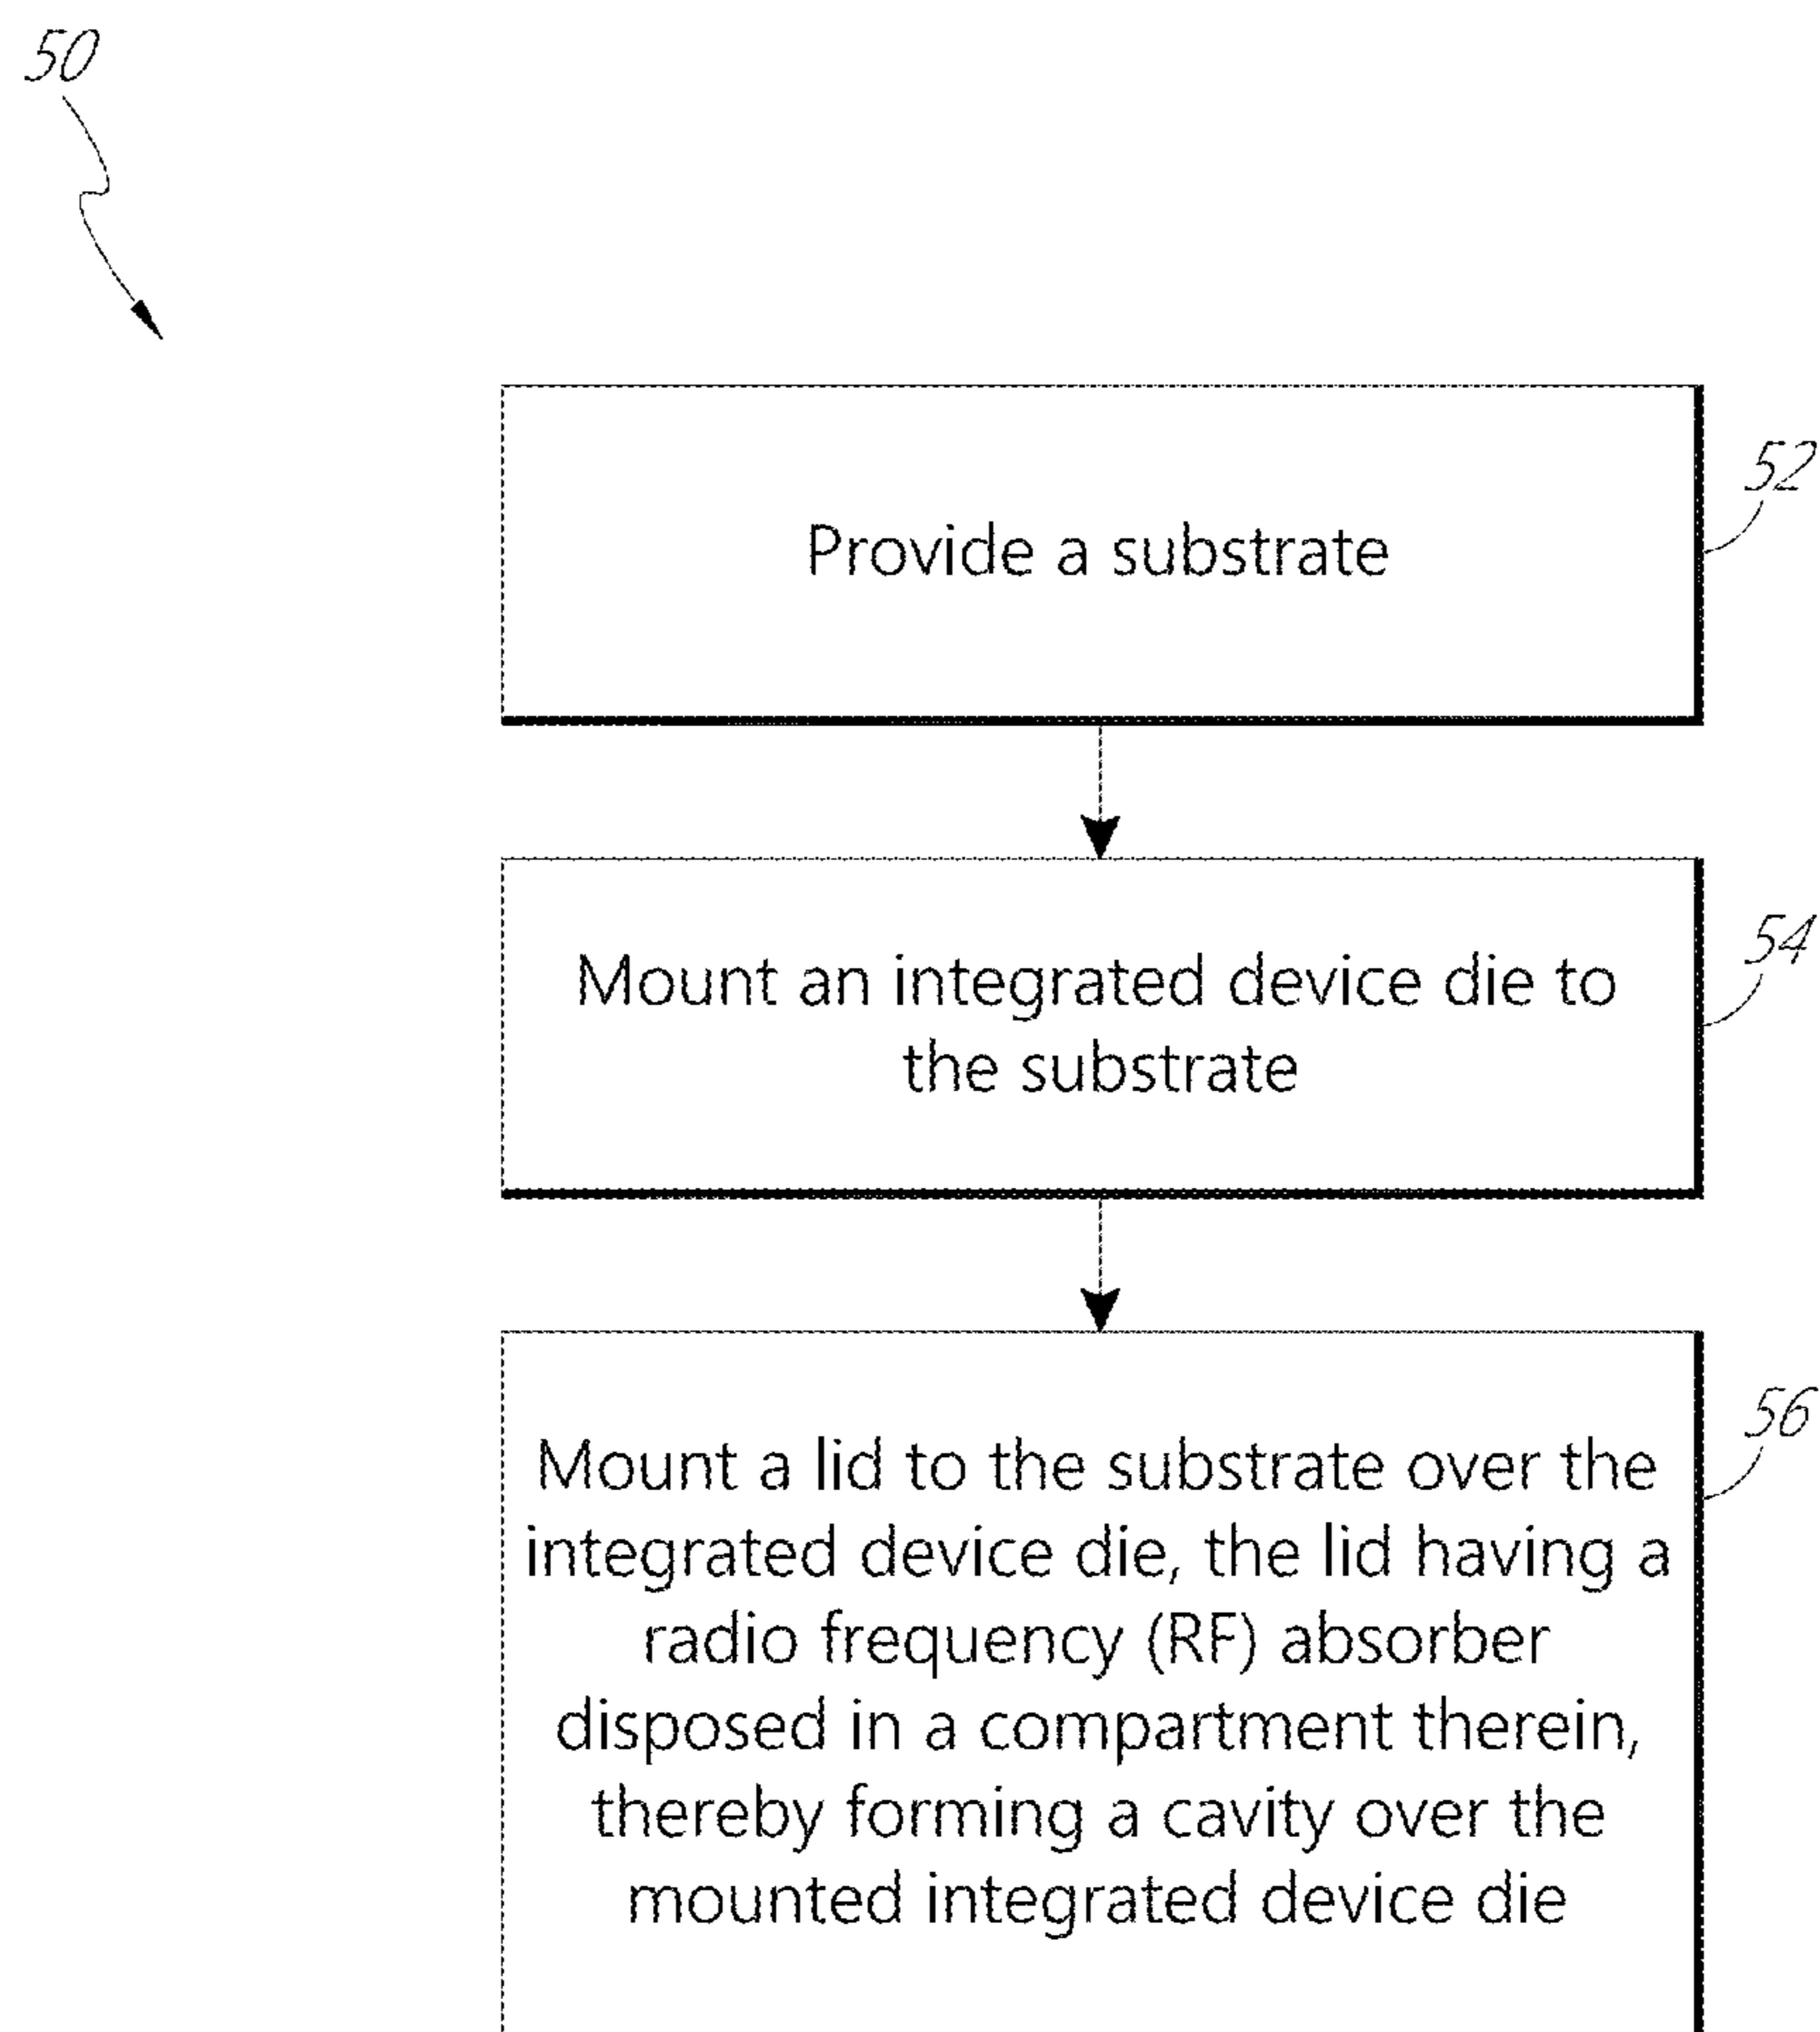 50
52
Provide a substrate
54
Mount an integrated device die to
the substrate
56
Mount a lid to the substrate over the
integrated device die, the lid having a
radio frequency (RF) absorber
disposed in a compartment therein,
thereby forming a cavity over the
mounted integrated device die